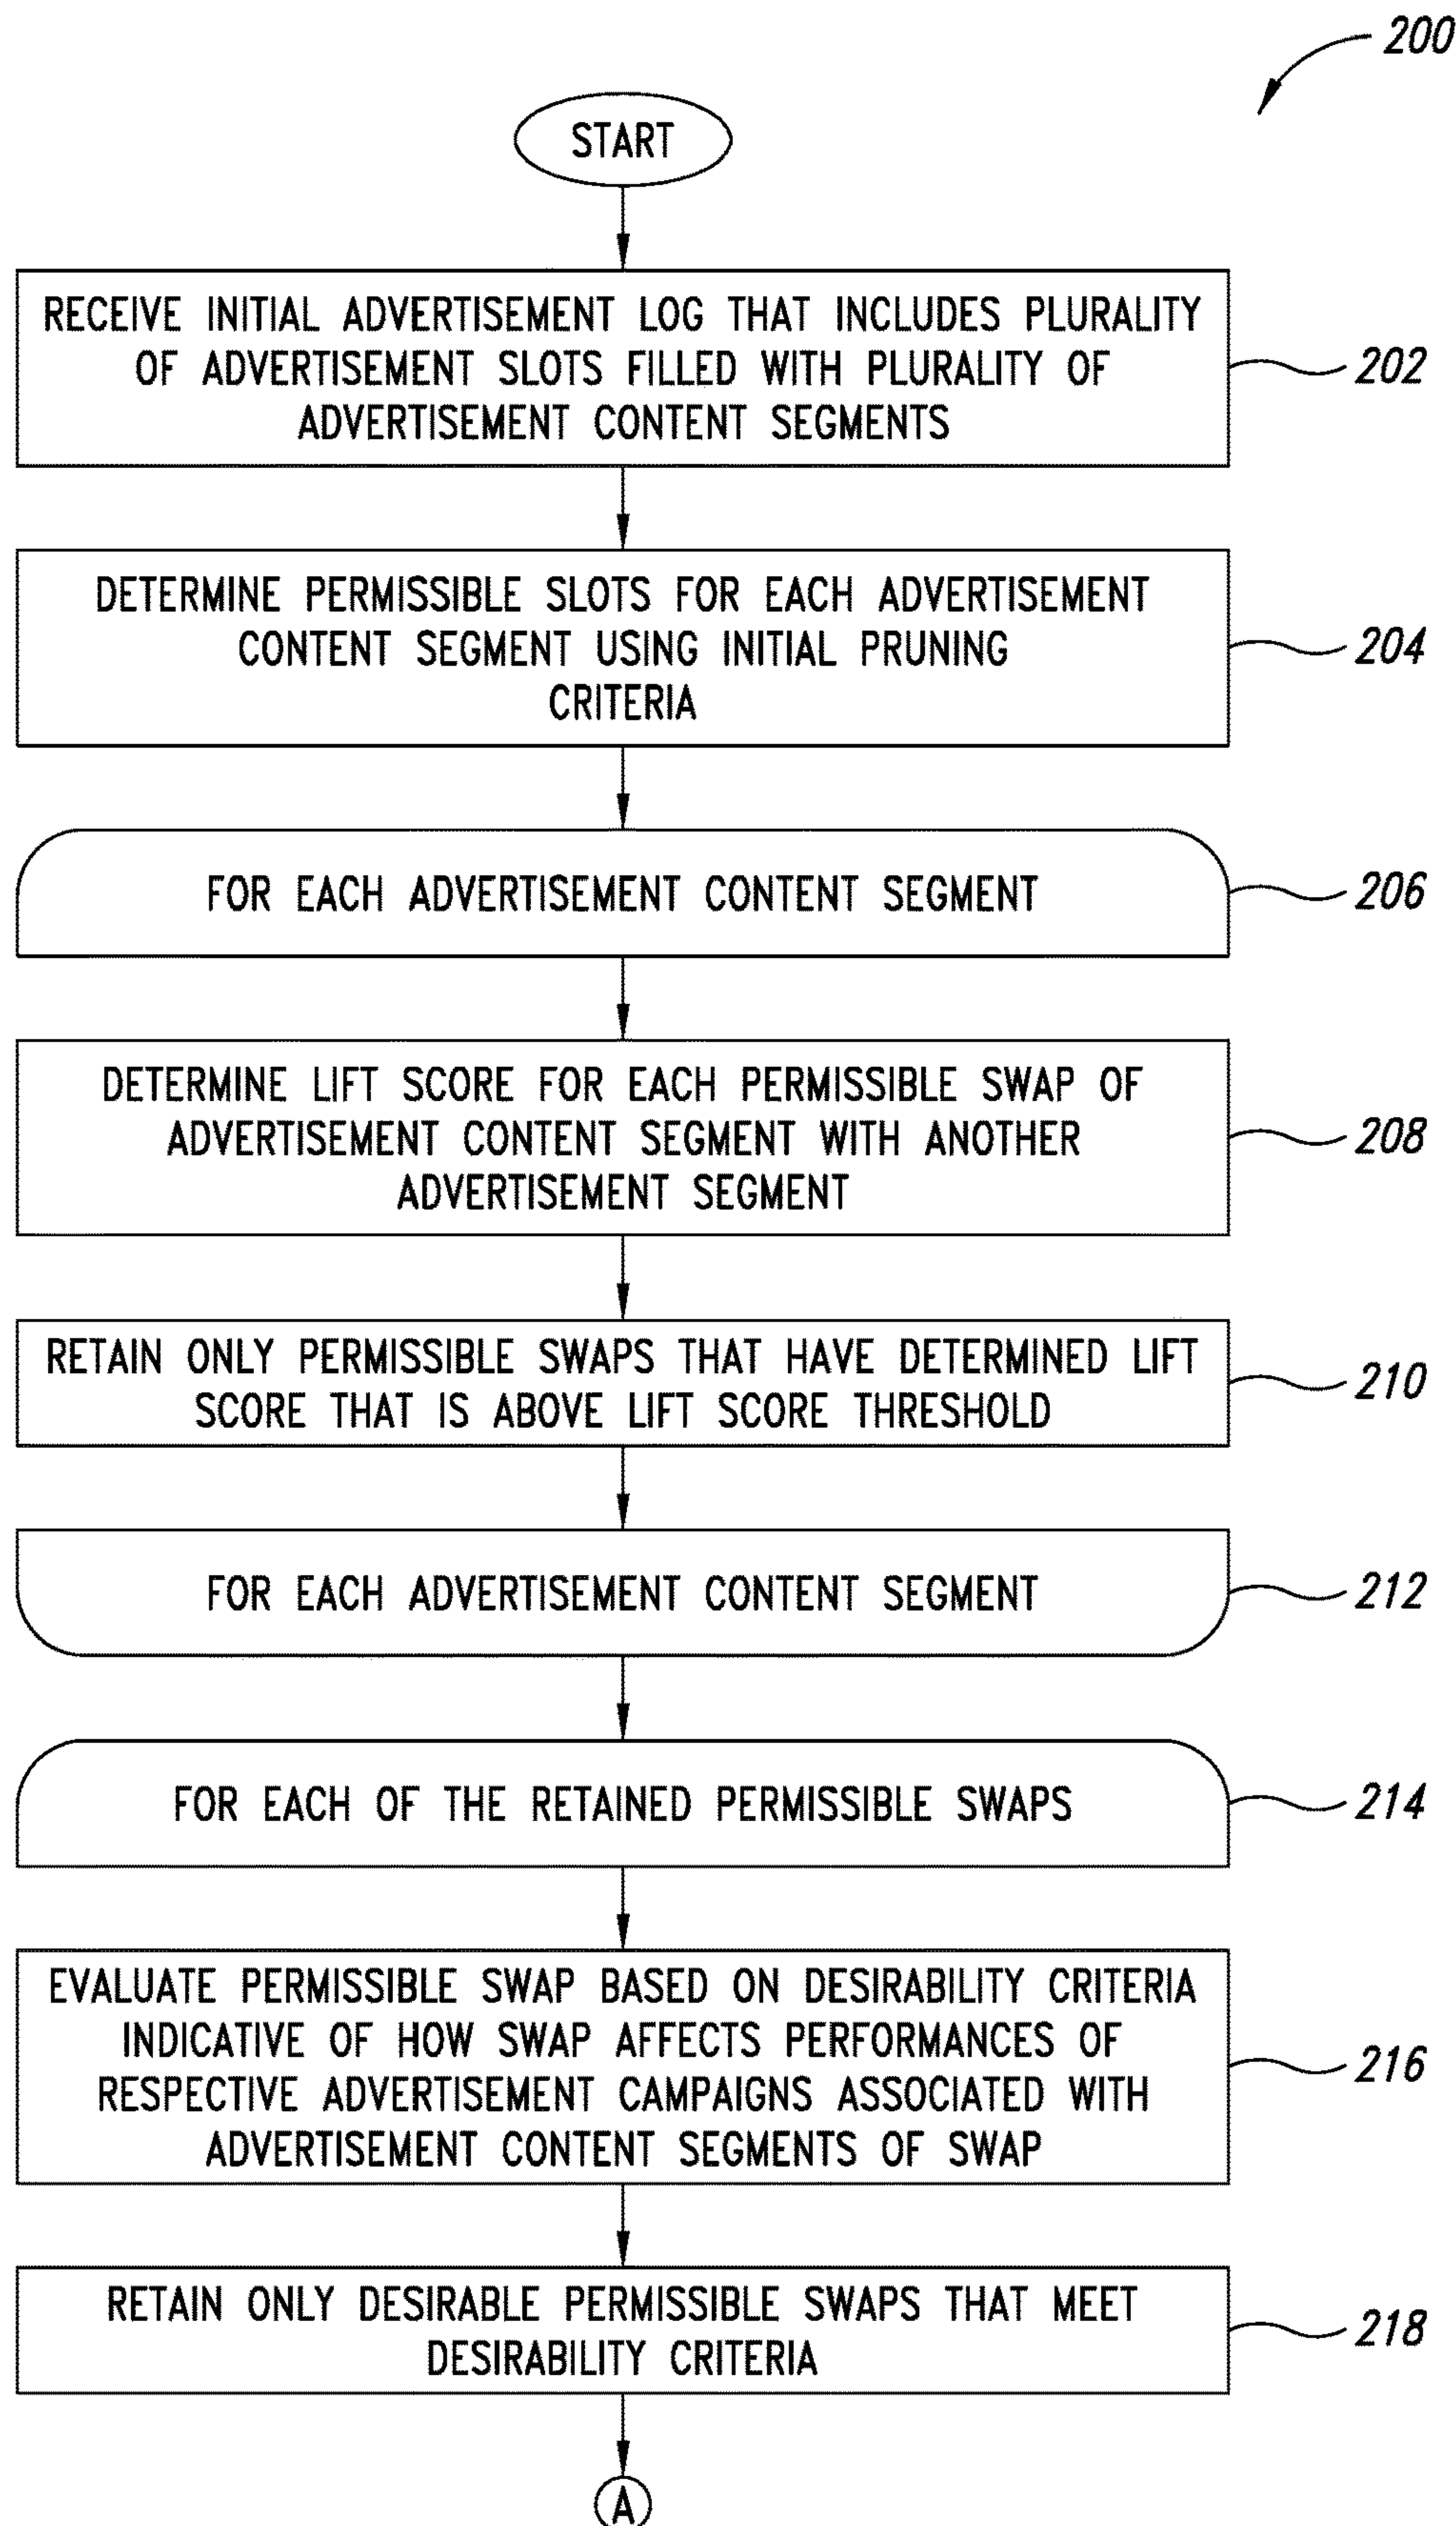 200
START
RECEIVE INITIAL ADVERTISEMENT LOG THAT INCLUDES PLURALITY
OF ADVERTISEMENT SLOTS FILLED WITH PLURALITY OF
ADVERTISEMENT CONTENT SEGMENTS
202
DETERMINE PERMISSIBLE SLOTS FOR EACH ADVERTISEMENT
CONTENT SEGMENT USING INITIAL PRUNING
CRITERIA
204
FOR EACH ADVERTISEMENT CONTENT SEGMENT
206
DETERMINE LIFT SCORE FOR EACH PERMISSIBLE SWAP OF
ADVERTISEMENT CONTENT SEGMENT WITH ANOTHER
ADVERTISEMENT SEGMENT
208
RETAIN ONLY PERMISSIBLE SWAPS THAT HAVE DETERMINED LIFT
SCORE THAT IS ABOVE LIFT SCORE THRESHOLD
210
FOR EACH ADVERTISEMENT CONTENT SEGMENT
212
FOR EACH OF THE RETAINED PERMISSIBLE SWAPS
214
EVALUATE PERMISSIBLE SWAP BASED ON DESIRABILITY CRITERIA
INDICATIVE OF HOW SWAP AFFECTS PERFORMANCES OF
RESPECTIVE ADVERTISEMENT CAMPAIGNS ASSOCIATED WITH
ADVERTISEMENT CONTENT SEGMENTS OF SWAP
216
RETAIN ONLY DESIRABLE PERMISSIBLE SWAPS THAT MEET
DESIRABILITY CRITERIA
218
A